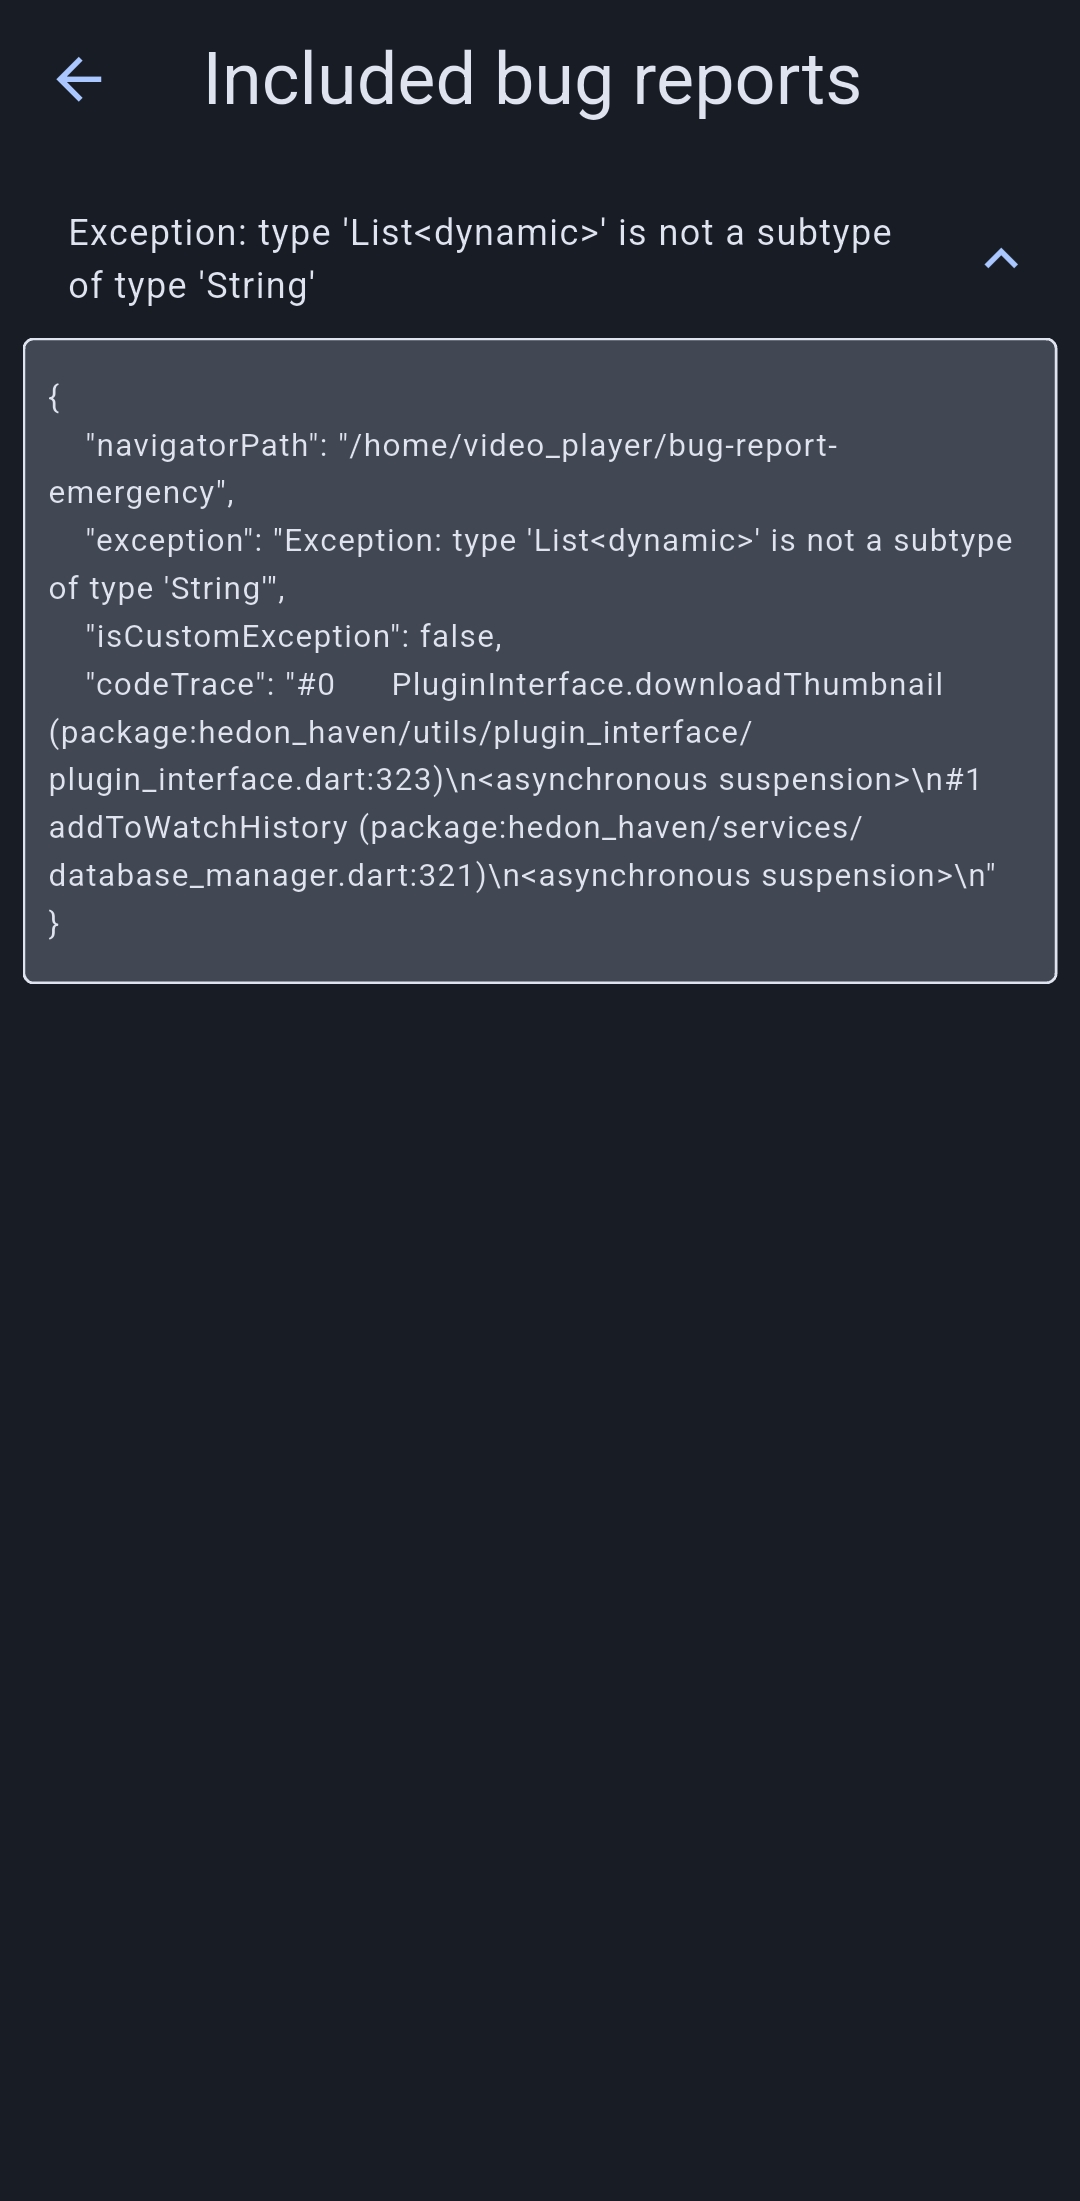 Included bug reports
Exception: type 'List<dynamic>' is not a subtype
of type 'String'
{
    "navigatorPath": "/home/video_player/bug-report-
emergency",
    "exception": "Exception: type 'List<dynamic>' is not a subtype
of type 'String'",
    "isCustomException": false,
    "codeTrace": "#0      PluginInterface.downloadThumbnail
(package:hedon_haven/utils/plugin_interface/
plugin_interface.dart:323)\n<asynchronous suspension>\n#1
addToWatchHistory (package:hedon_haven/services/
database_manager.dart:321)\n<asynchronous suspension>\n"
}